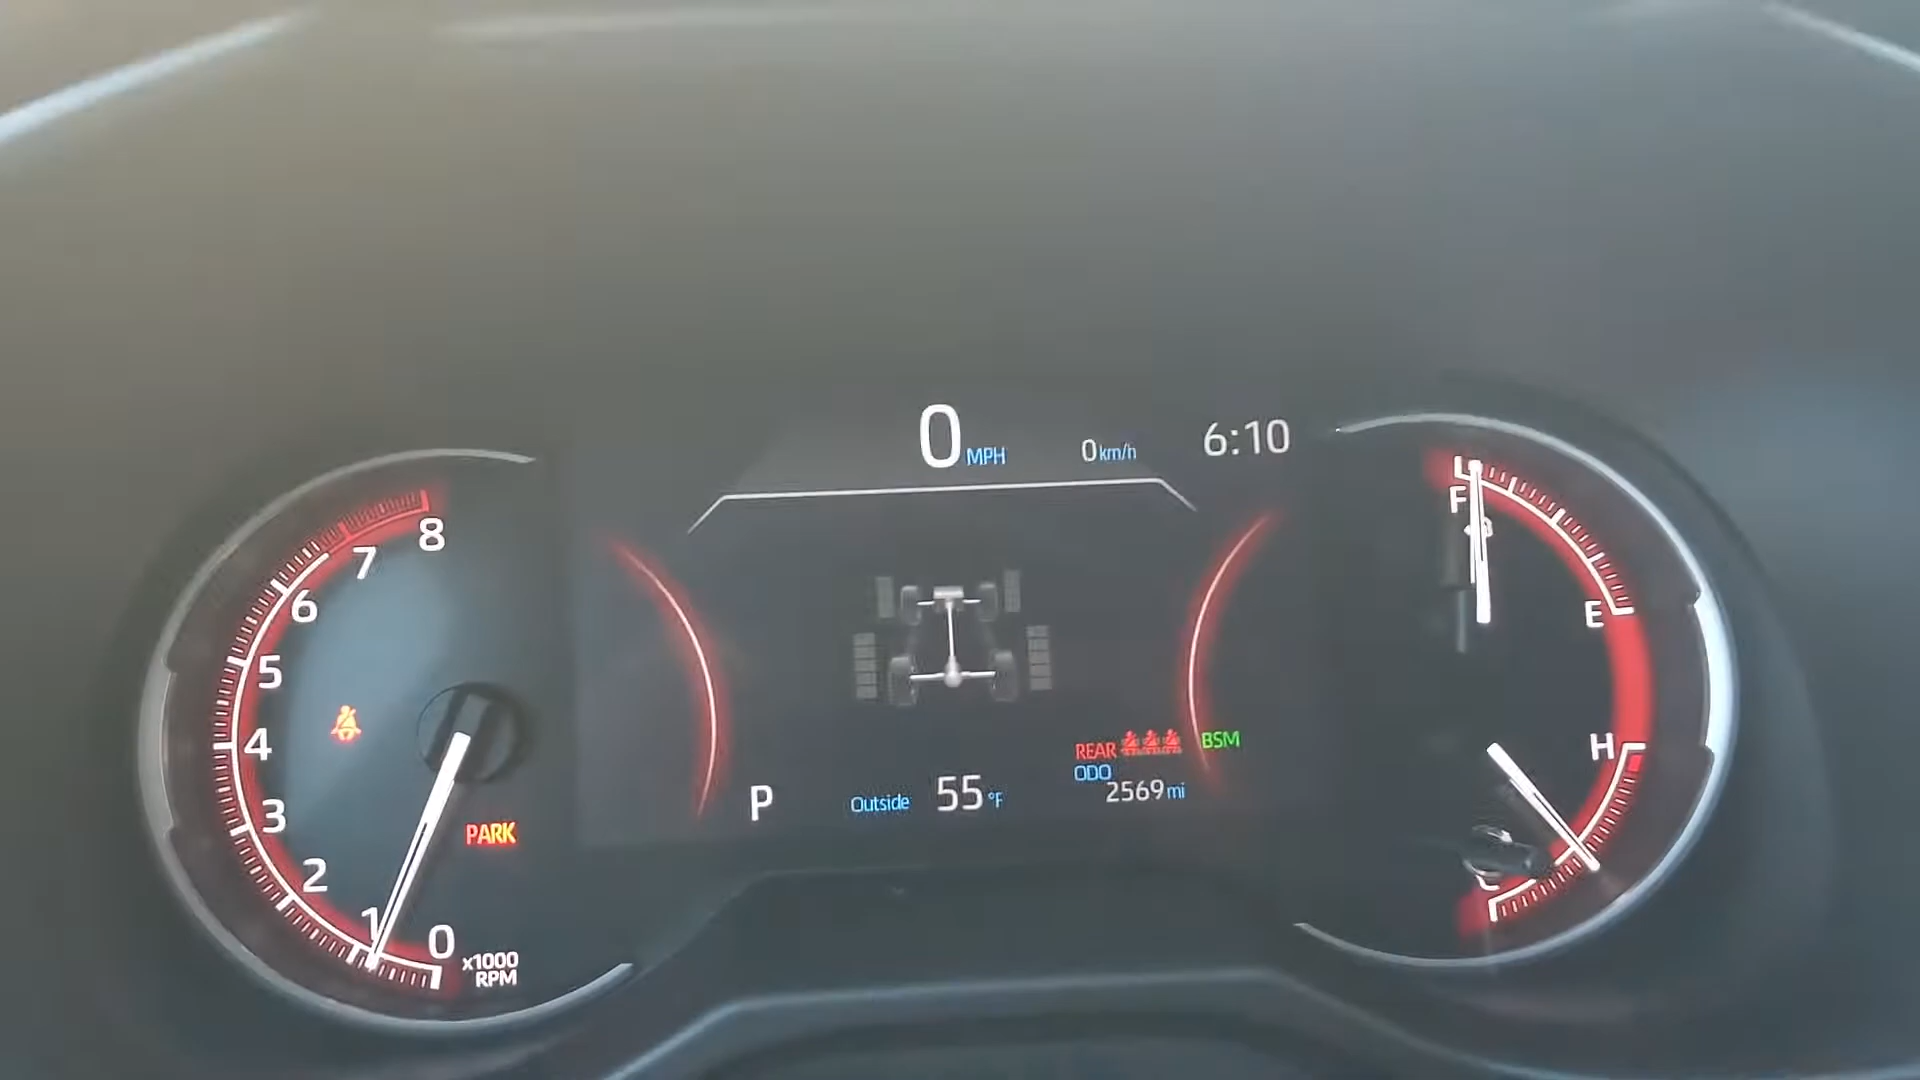 0 MPH
0 km/h
6:10
8
7
6
5
4
3
2
1
0
x1000
RPM
PARK
P
Outside 55 °F
REAR
BSM
ODO
2569 mi
F
E
H
C